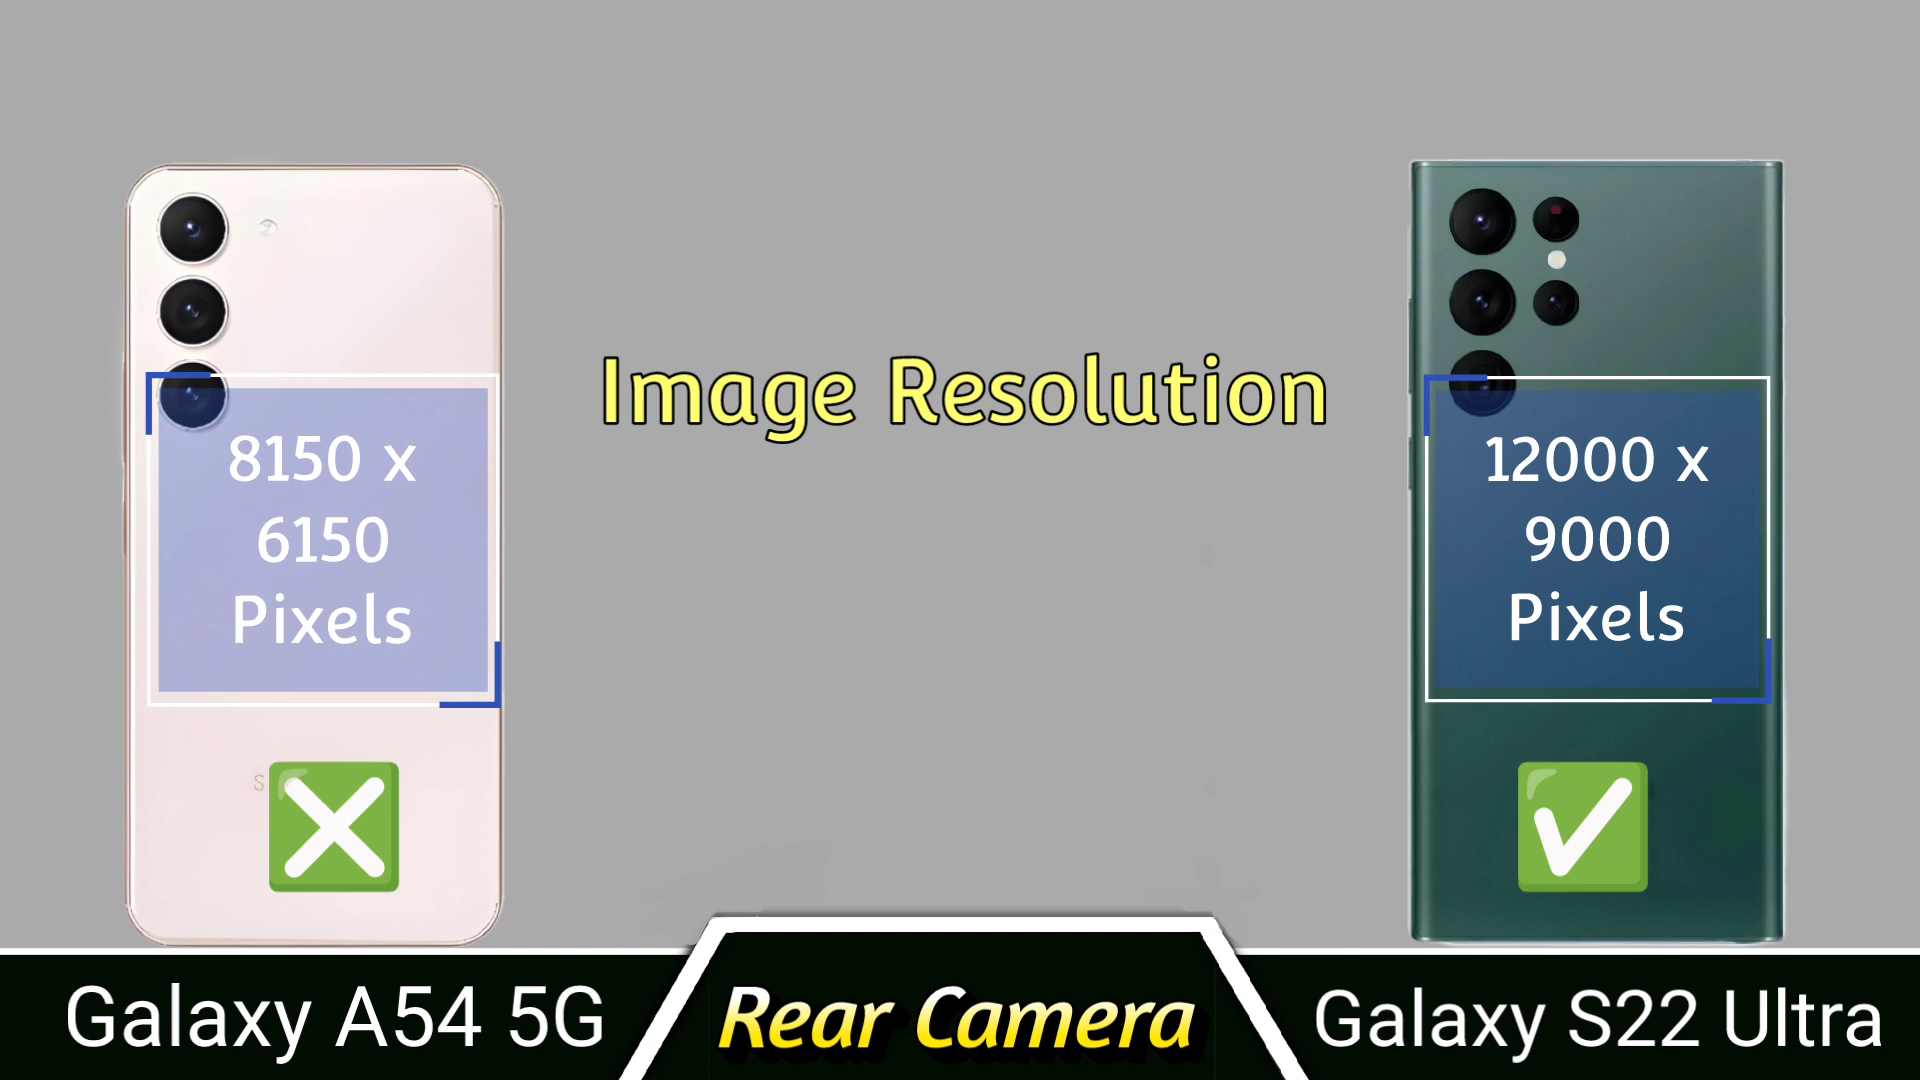 Image Resolution
8150 x
6150
Pixels
12000 x
9000
Pixels
S
Galaxy A54 5G
Rear Camera
Galaxy S22 Ultra